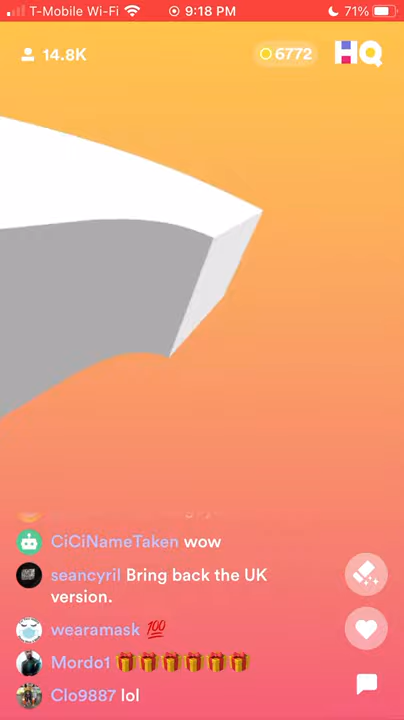 T-Mobile Wi-Fi 9:18 PM 71%
14.8K 6772 HQ
CiCiNameTaken wow
seancyril Bring back the UK
version.
wearamask 💯
Mordo1 🎁🎁🎁🎁🎁🎁
Clo9887 lol